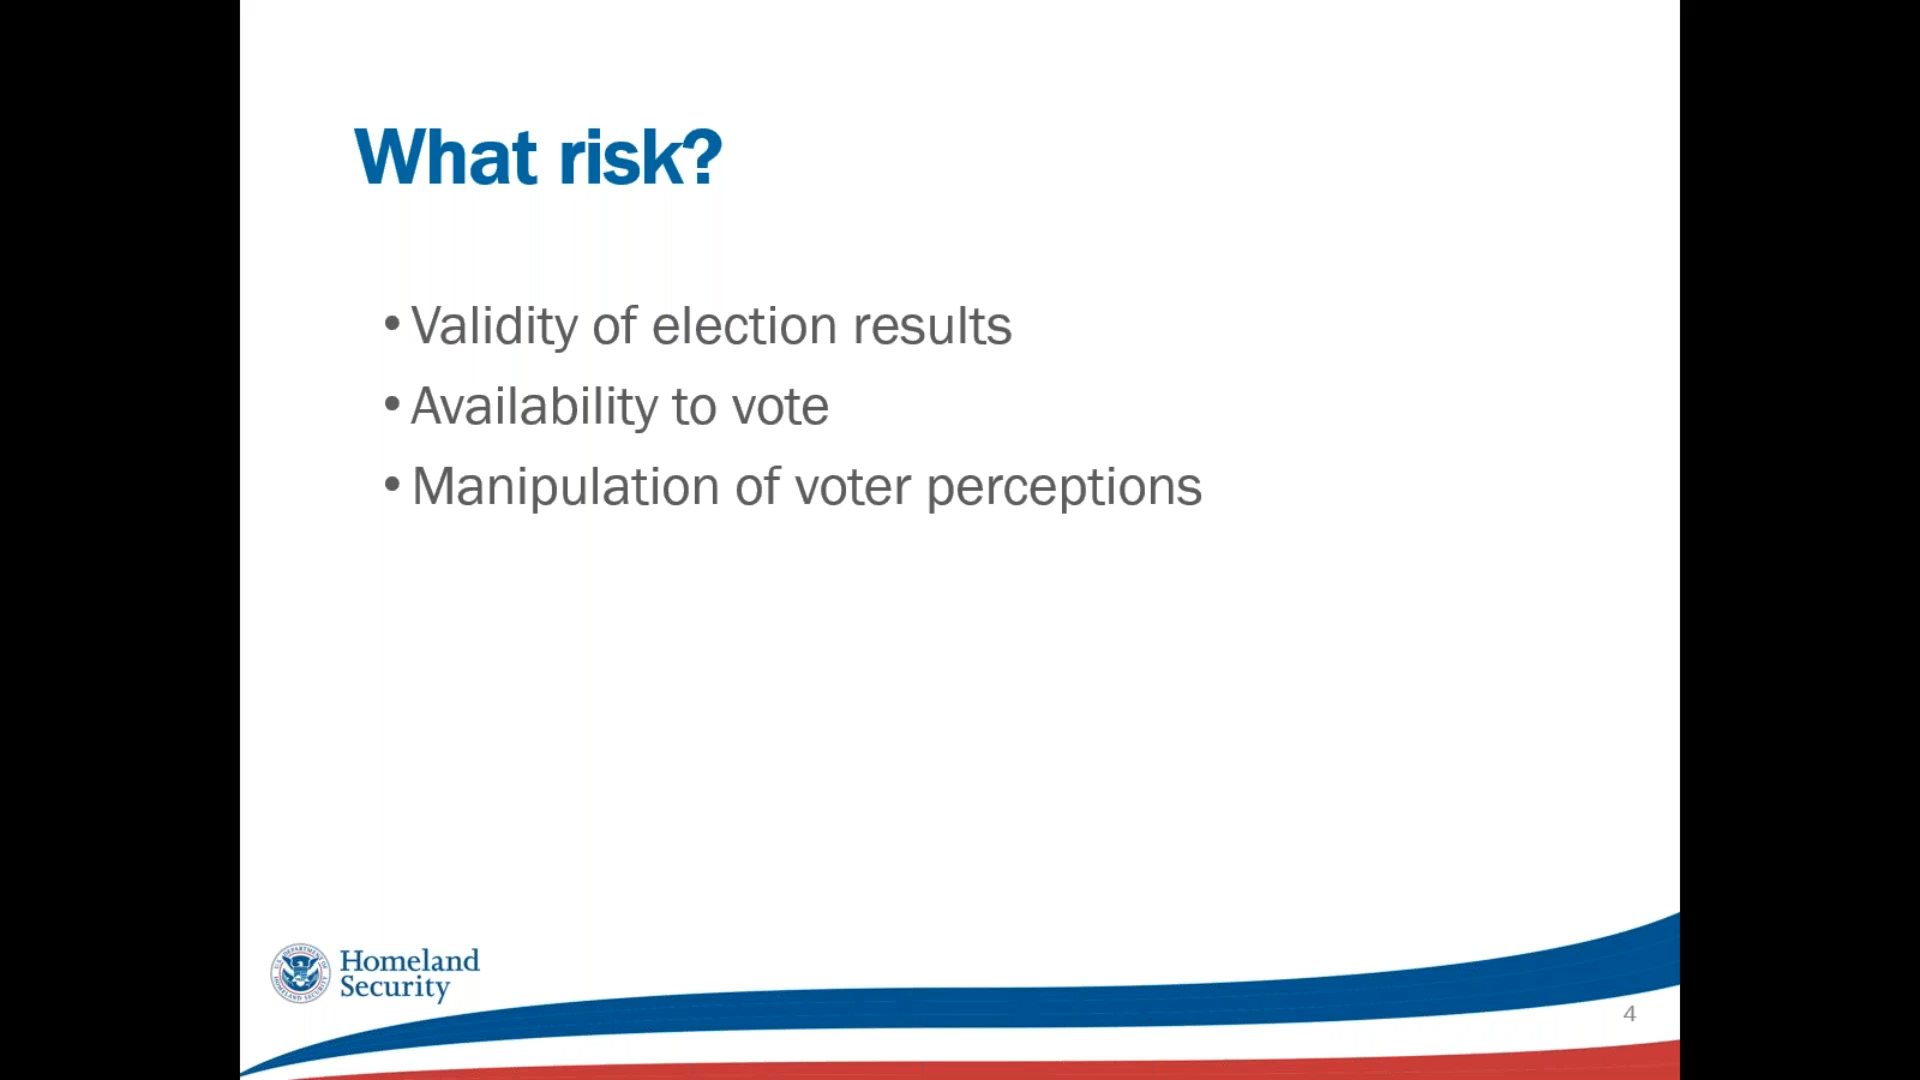 What risk?
• Validity of election results
• Availability to vote
• Manipulation of voter perceptions
Homeland
Security
4